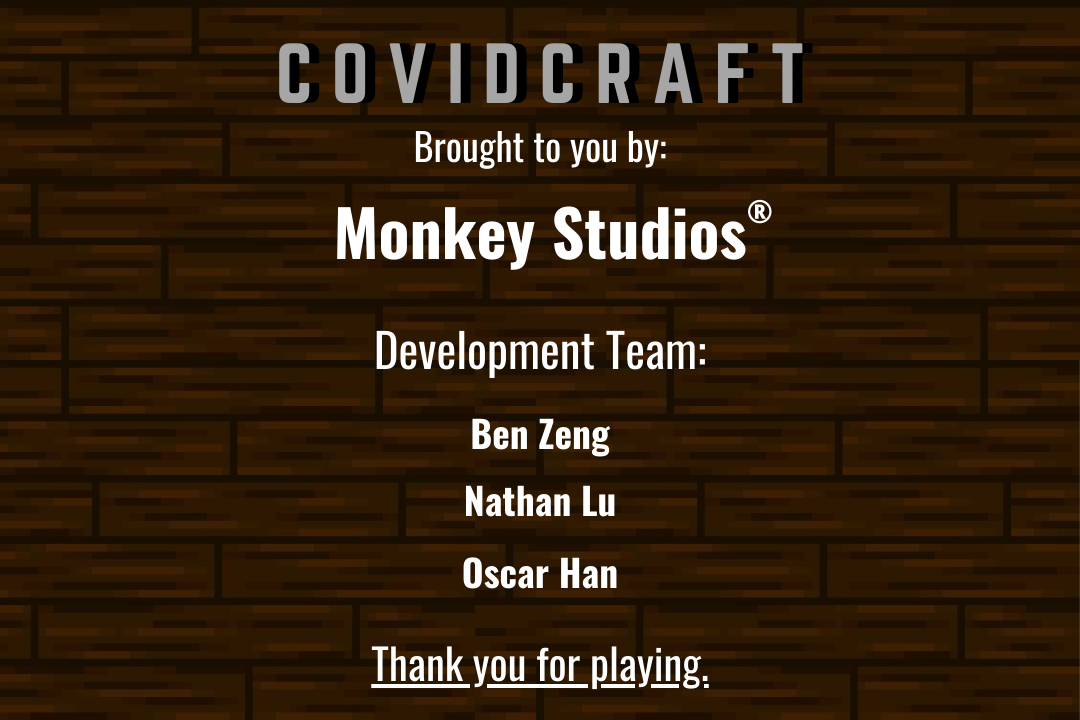 COVIDCRAFT
Brought to you by:
Monkey Studios®
Development Team:
Ben Zeng
Nathan Lu
Oscar Han
Thank you for playing.